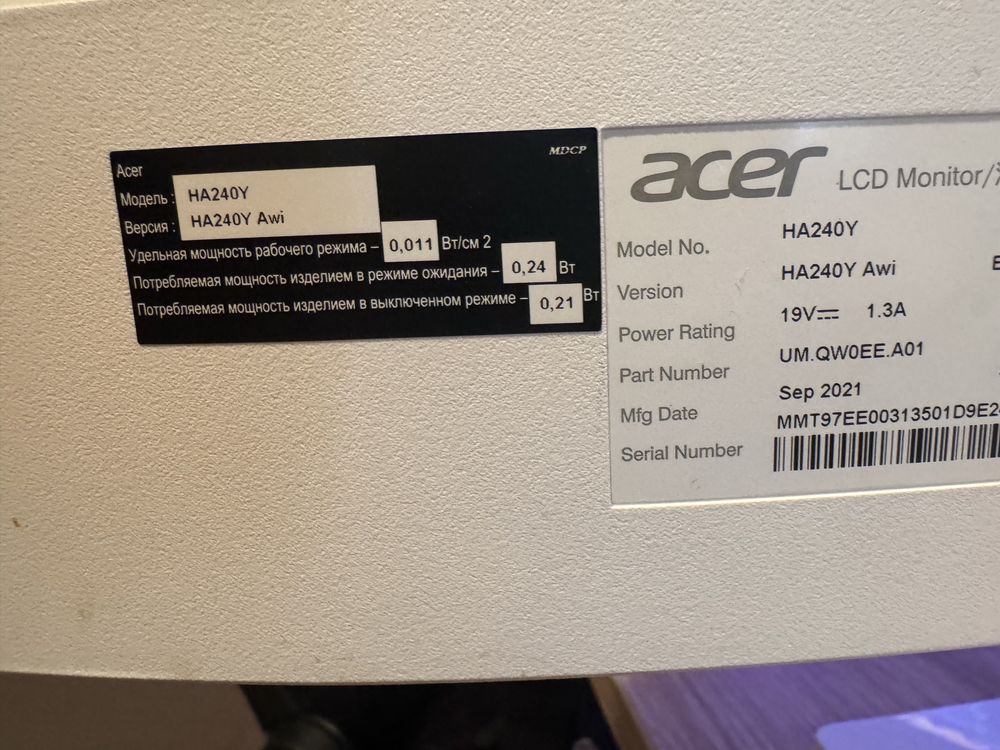 MDCP
Acer
Модель : HA240Y
Версия : HA240Y Awi
Удельная мощность рабочего режима – 0,011 Вт/см 2
Потребляемая мощность изделием в режиме ожидания – 0,24 Вт
Потребляемая мощность изделием в выключенном режиме – 0,21 Вт
acer LCD Monitor/
Model No. HA240Y
Version HA240Y Awi
Power Rating 19V⎓ 1.3A
Part Number UM.QW0EE.A01
Mfg Date Sep 2021
Serial Number MMT97EE00313501D9E2